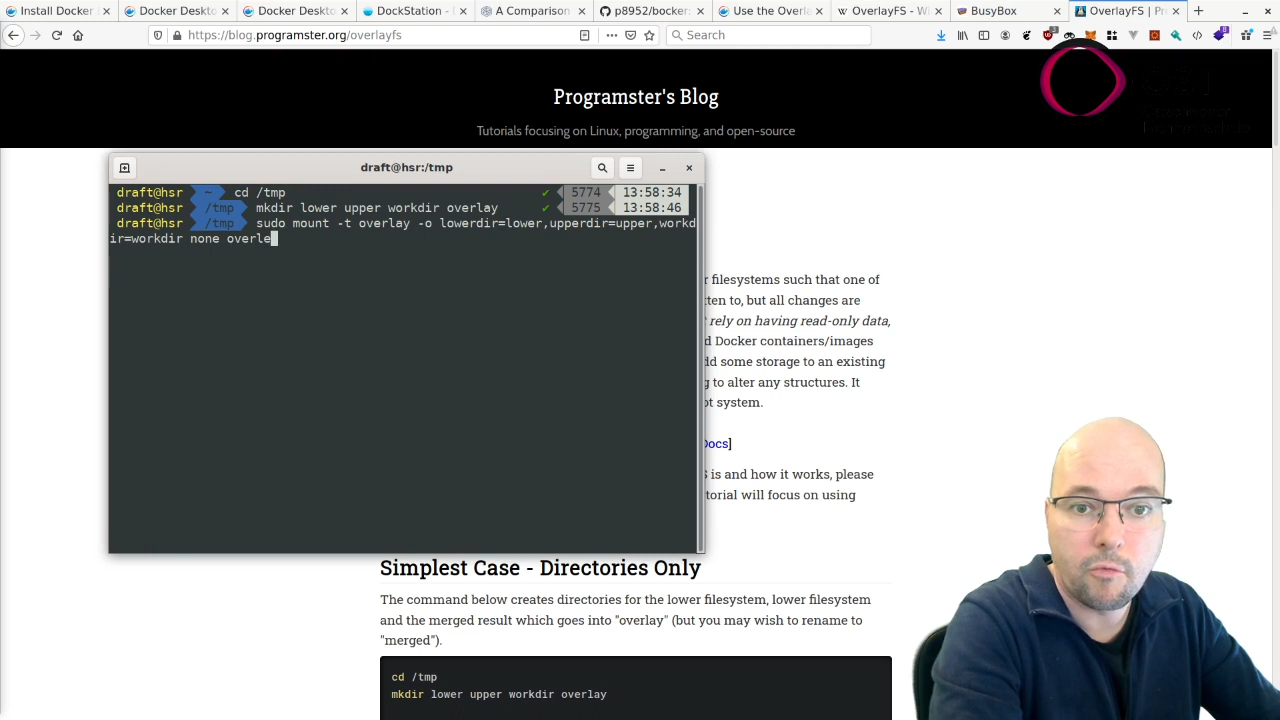 Install Docker
Docker Deskto
Docker Deskto
DockStation -
A Comparison
p8952/bocker:
Use the Overla
OverlayFS - Wi
BusyBox
OverlayFS | Pr
https://blog.programster.org/overlayfs
Search
Programster's Blog
Tutorials focusing on Linux, programming, and open-source
draft@hsr:/tmp
draft@hsr ~ cd /tmp ✓ 5774 13:58:34
draft@hsr /tmp mkdir lower upper workdir overlay ✓ 5775 13:58:46
draft@hsr /tmp sudo mount -t overlay -o lowerdir=lower,upperdir=upper,workd
ir=workdir none overle
r filesystems such that one of
ten to, but all changes are
t rely on having read-only data,
d Docker containers/images
dd some storage to an existing
g to alter any structures. It
ot system.
Docs]
S is and how it works, please
torial will focus on using
Simplest Case - Directories Only
The command below creates directories for the lower filesystem, lower filesystem
and the merged result which goes into "overlay" (but you may wish to rename to
"merged").
cd /tmp
mkdir lower upper workdir overlay